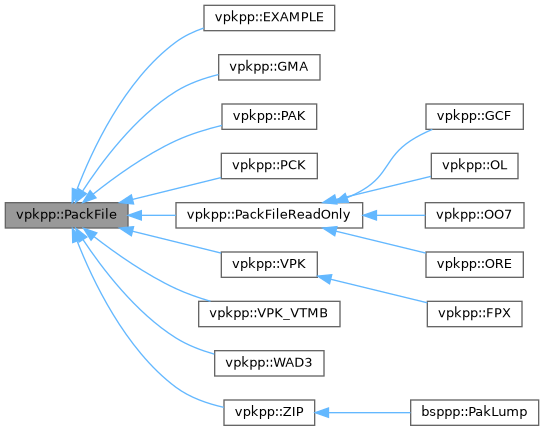 vpkpp::EXAMPLE
vpkpp::GMA
vpkpp::PAK
vpkpp::GCF
vpkpp::PCK
vpkpp::OL
vpkpp::PackFile
vpkpp::PackFileReadOnly
vpkpp::OO7
vpkpp::VPK
vpkpp::ORE
vpkpp::VPK_VTMB
vpkpp::FPX
vpkpp::WAD3
vpkpp::ZIP
bsppp::PakLump